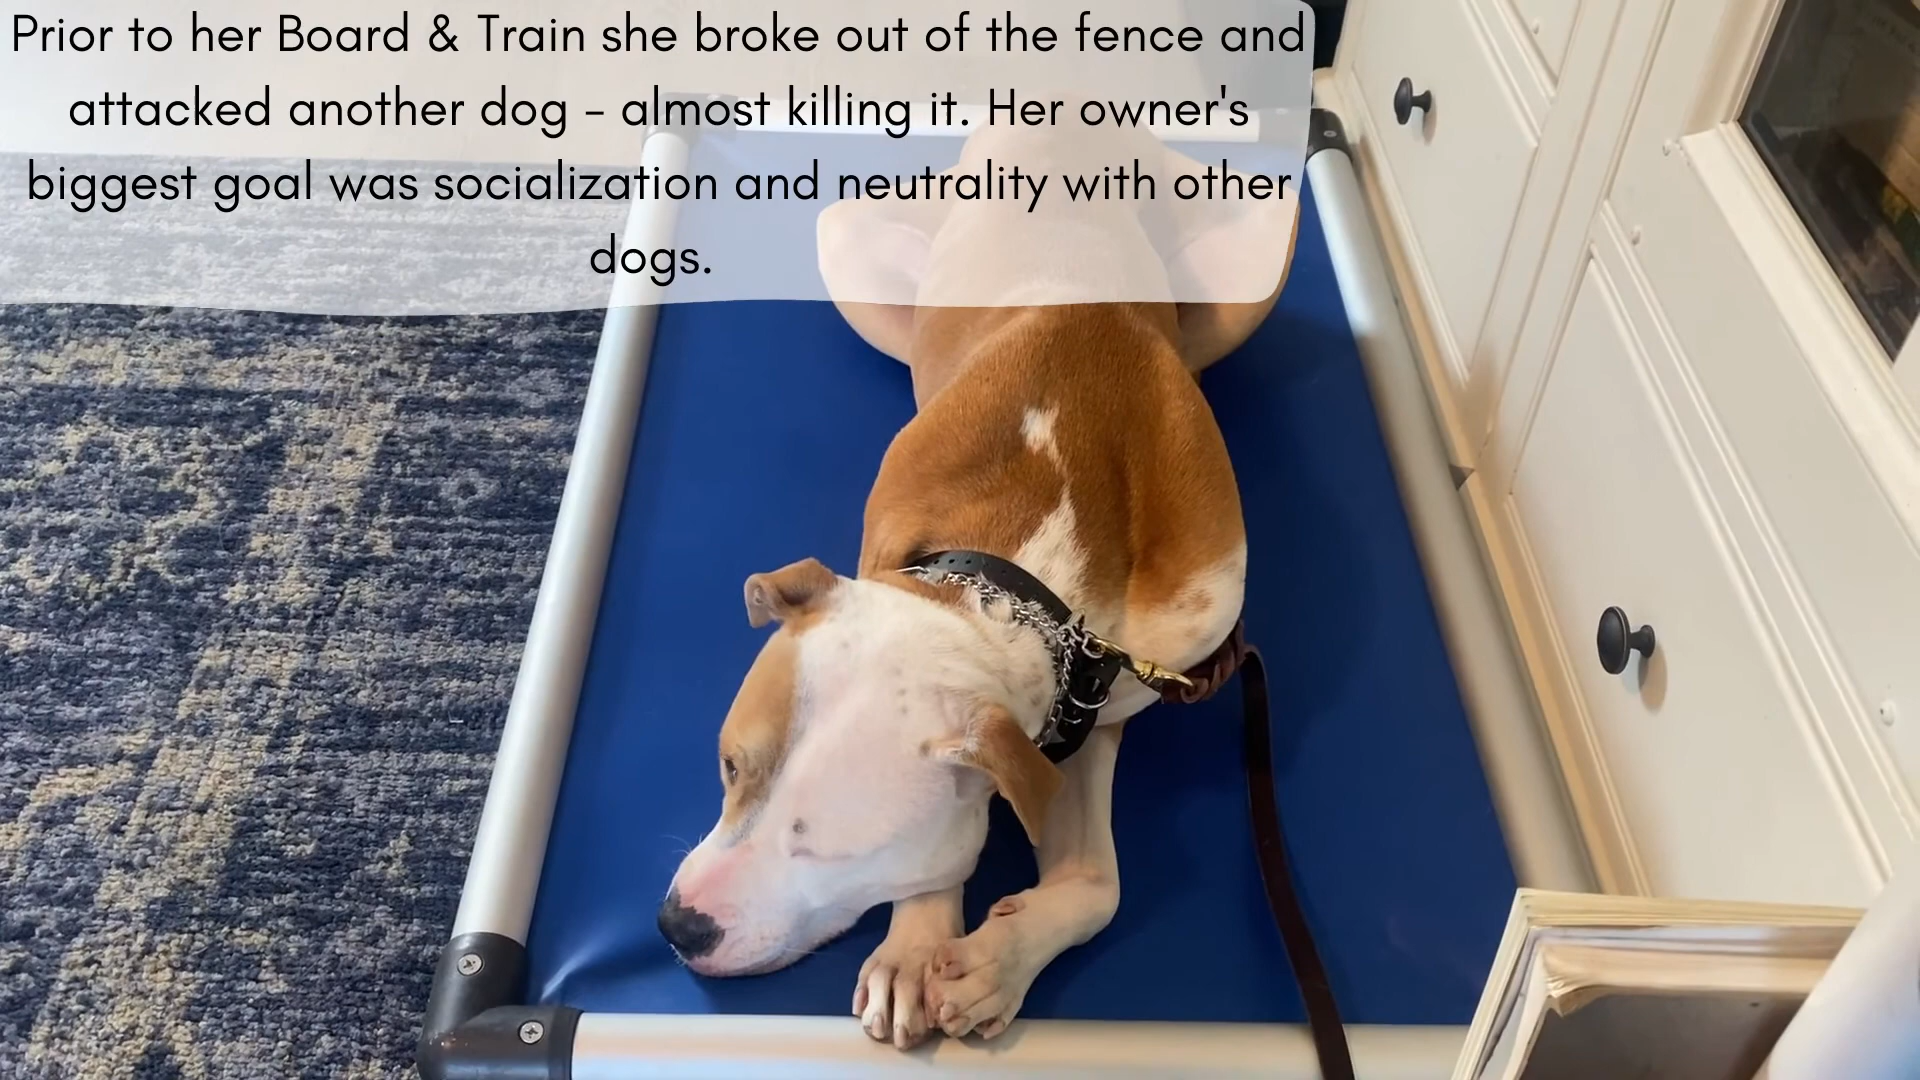 Prior to her Board & Train she broke out of the fence and
attacked another dog - almost killing it. Her owner's
biggest goal was socialization and neutrality with other
dogs.